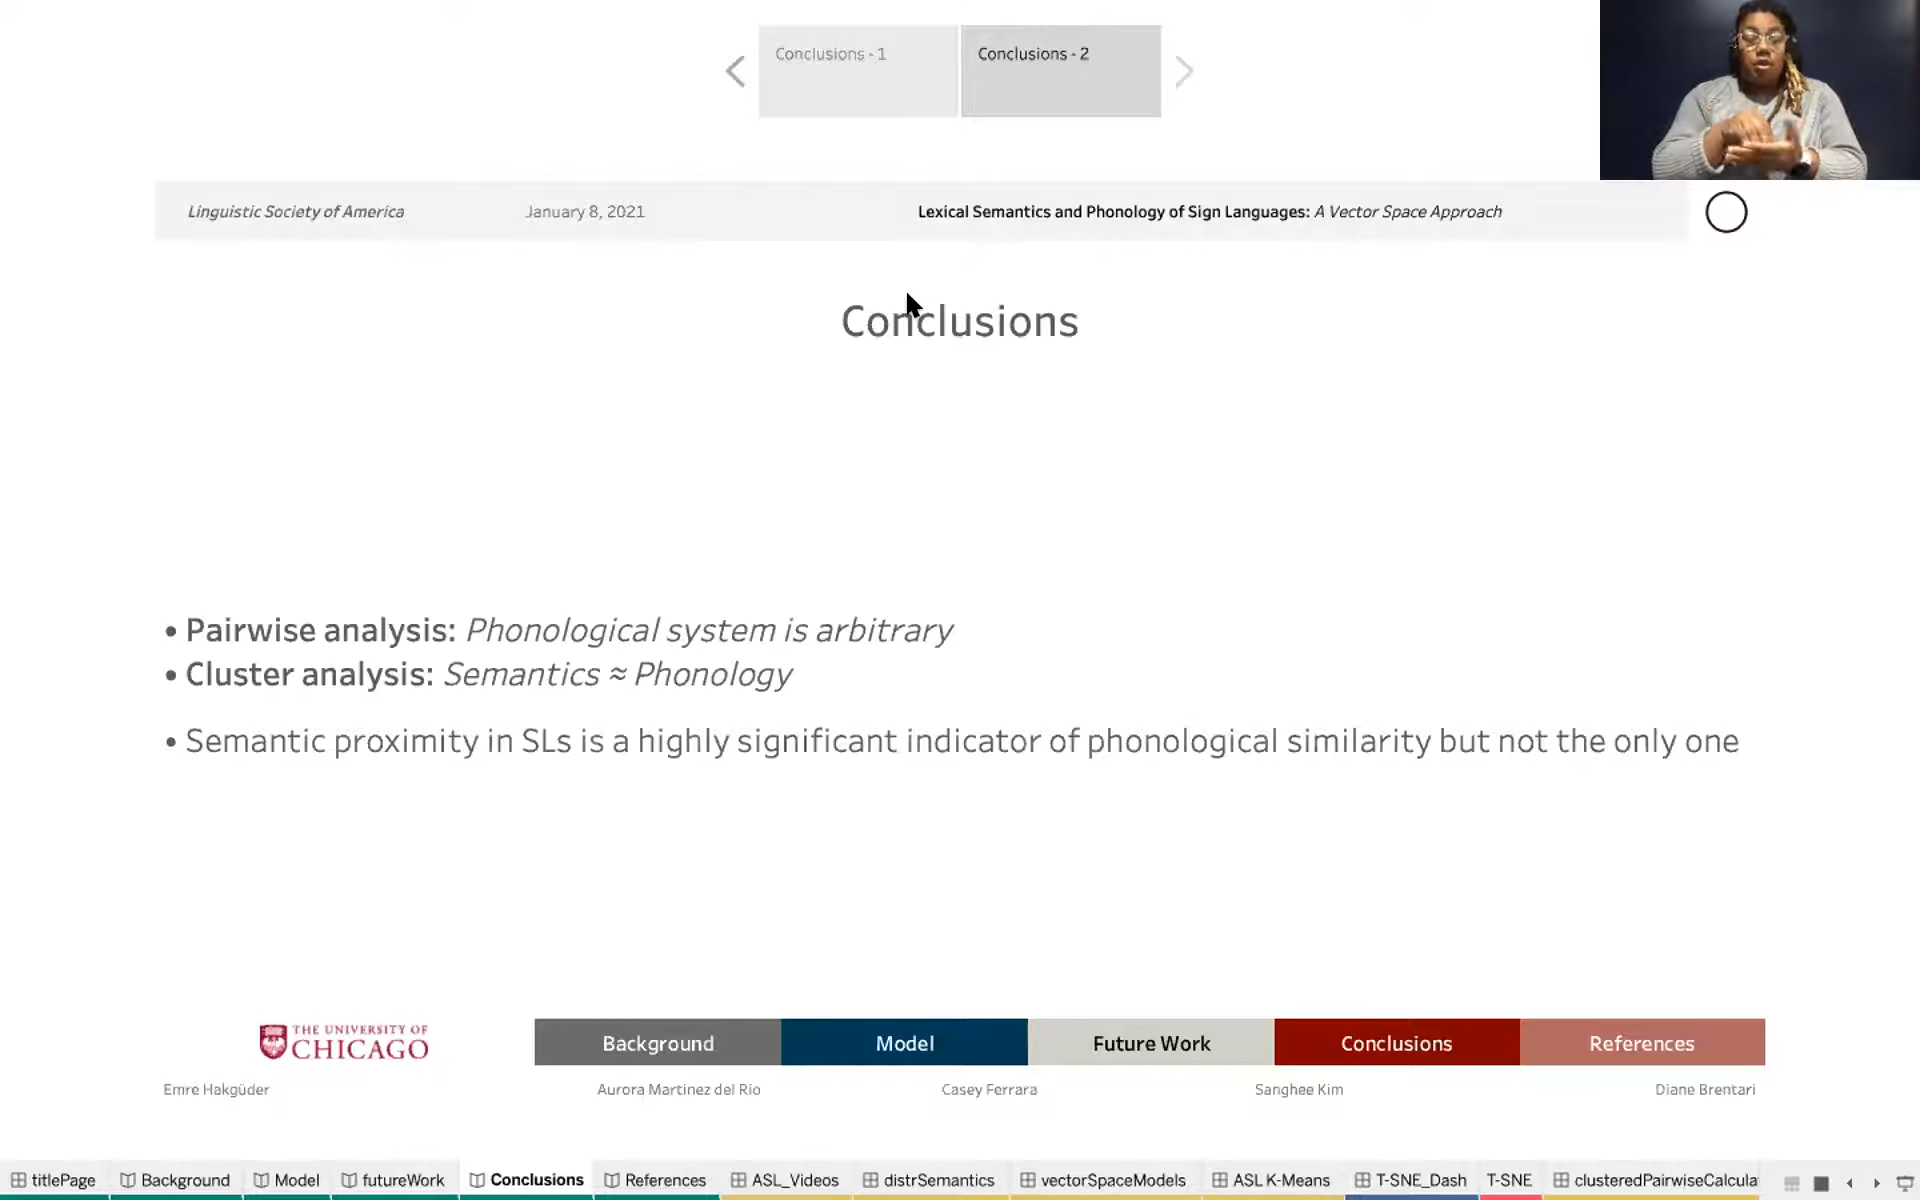 Conclusions - 1
Conclusions - 2
Linguistic Society of America
January 8, 2021
Lexical Semantics and Phonology of Sign Languages: A Vector Space Approach
Conclusions
• Pairwise analysis: Phonological system is arbitrary
• Cluster analysis: Semantics ≈ Phonology
• Semantic proximity in SLs is a highly significant indicator of phonological similarity but not the only one
THE UNIVERSITY OF
CHICAGO
Background
Model
Future Work
Conclusions
References
Emre Hakgüder
Aurora Martinez del Rio
Casey Ferrara
Sanghee Kim
Diane Brentari
titlePage
Background
Model
futureWork
Conclusions
References
ASL_Videos
distrSemantics
vectorSpaceModels
ASL K-Means
T-SNE_Dash
T-SNE
clusteredPairwiseCalcula